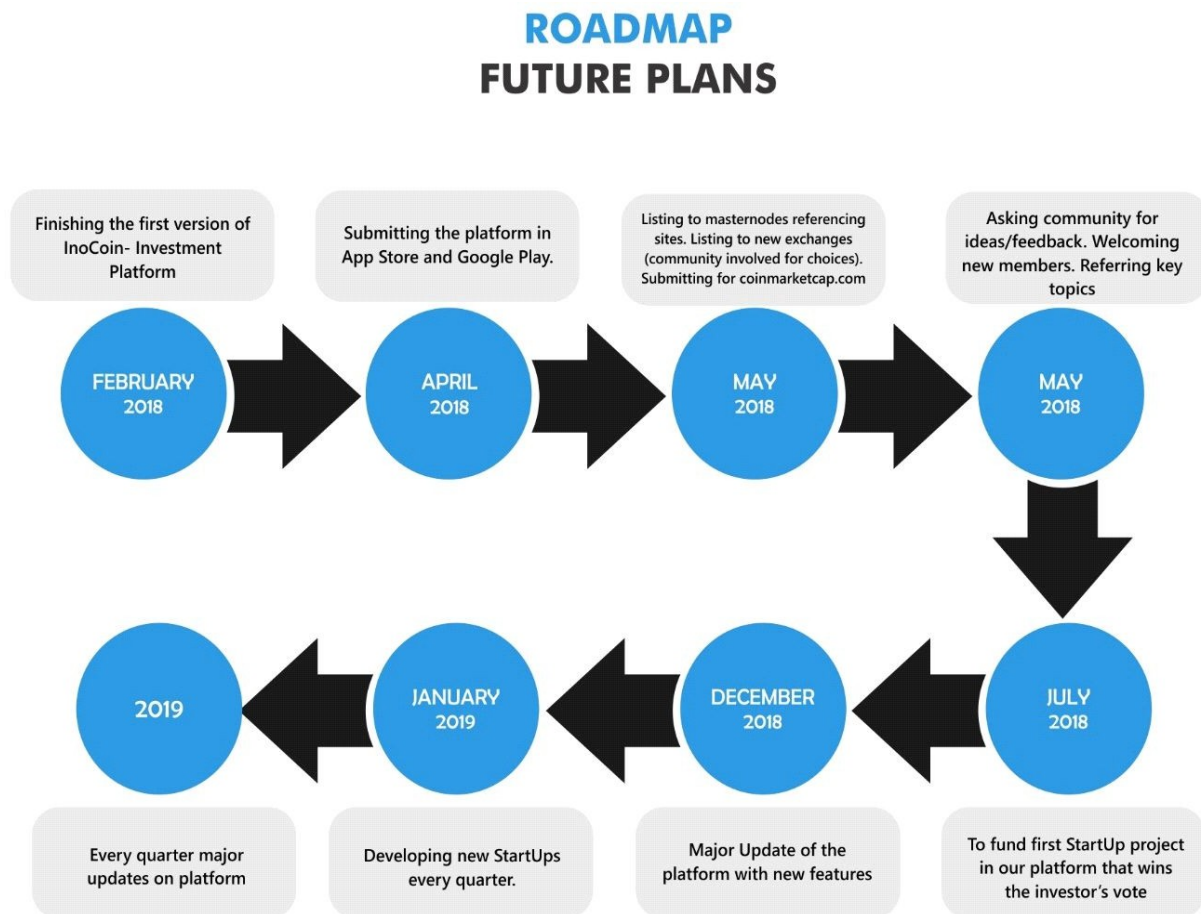 ROADMAP
FUTURE PLANS
Finishing the first version of
InoCoin- Investment
Platform
Submitting the platform in
App Store and Google Play.
Listing to masternodes referencing
sites. Listing to new exchanges
(community involved for choices).
Submitting for coinmarketcap.com
Asking community for
ideas/feedback. Welcoming
new members. Referring key
topics
FEBRUARY
2018
APRIL
2018
MAY
2018
MAY
2018
JULY
2018
DECEMBER
2018
JANUARY
2019
2019
To fund first StartUp project
in our platform that wins
the investor's vote
Major Update of the
platform with new features
Developing new StartUps
every quarter.
Every quarter major
updates on platform